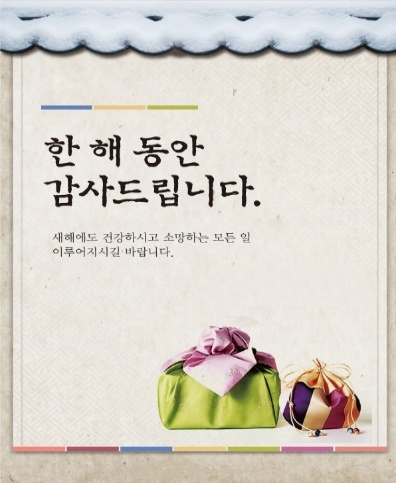 한 해 동안
감사드립니다.
새해에도 건강하시고 소망하는 모든 일
이루어지시길 바랍니다.